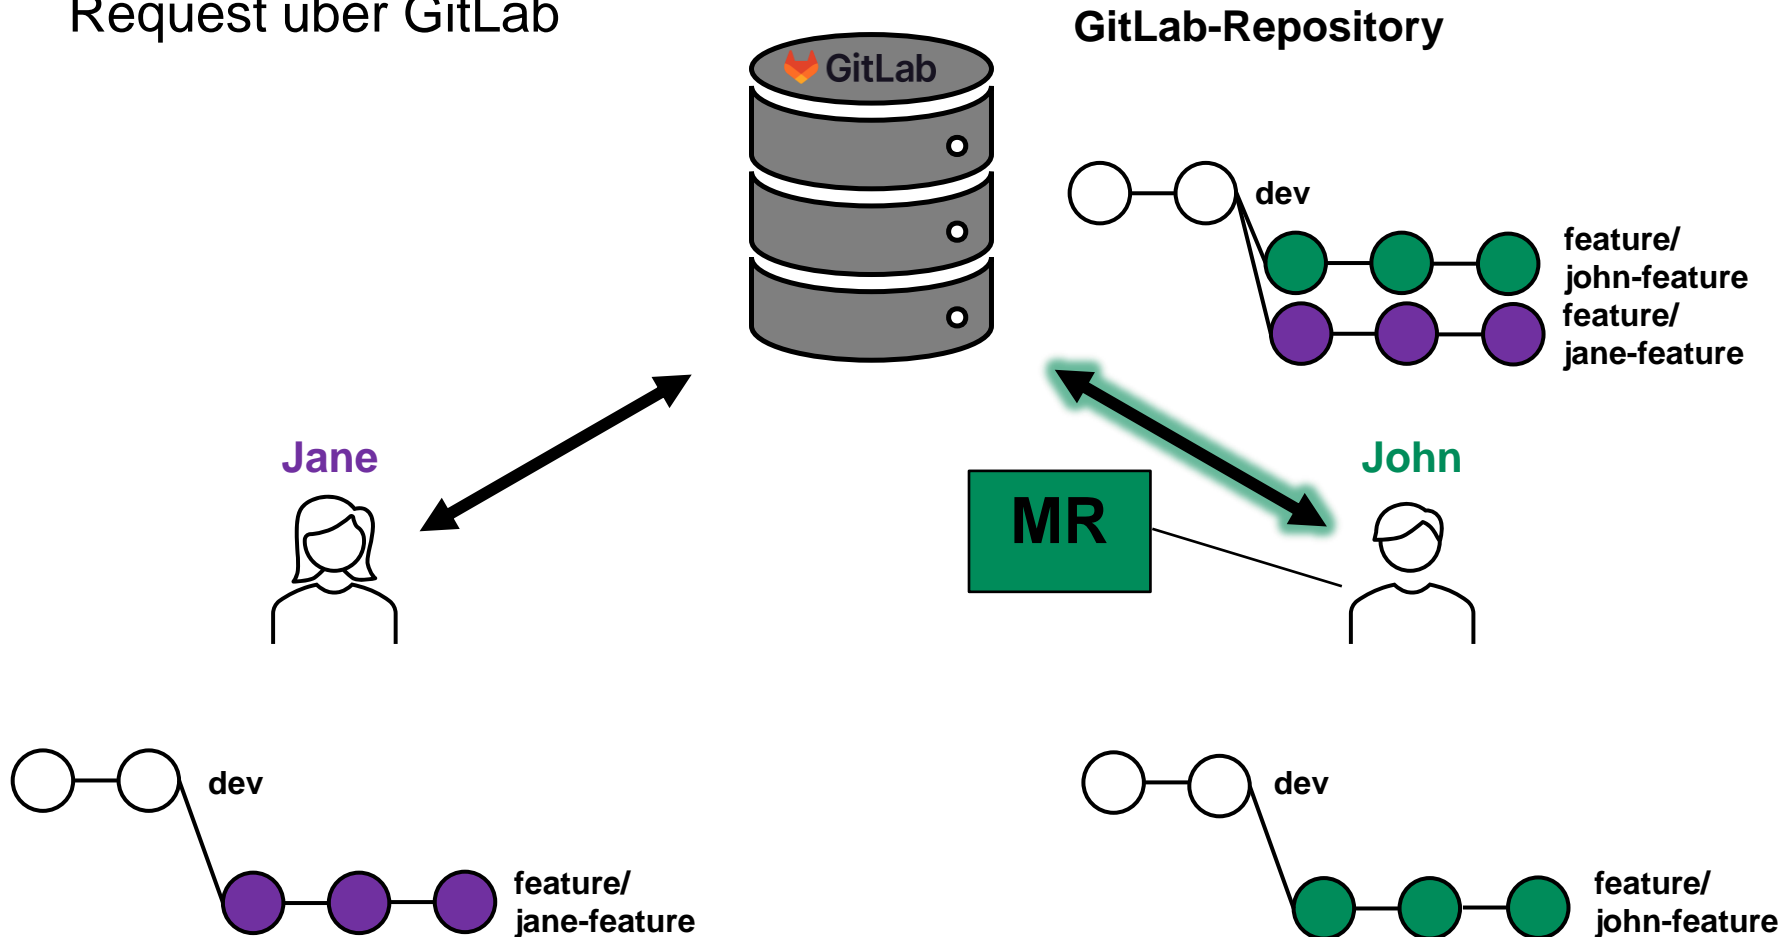 Request über GitLab
GitLab-Repository
GitLab
dev
feature/
john-feature
feature/
jane-feature
Jane
John
MR
dev
feature/
jane-feature
dev
feature/
john-feature